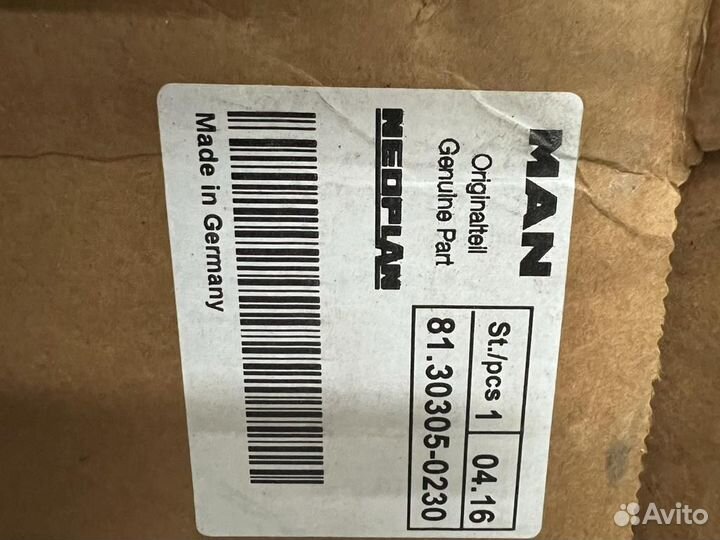 MAN
Originalteil
Genuine Part
NEOPLAN
St./pcs 1 04.16
81.30305-0230
Made in Germany
Avito